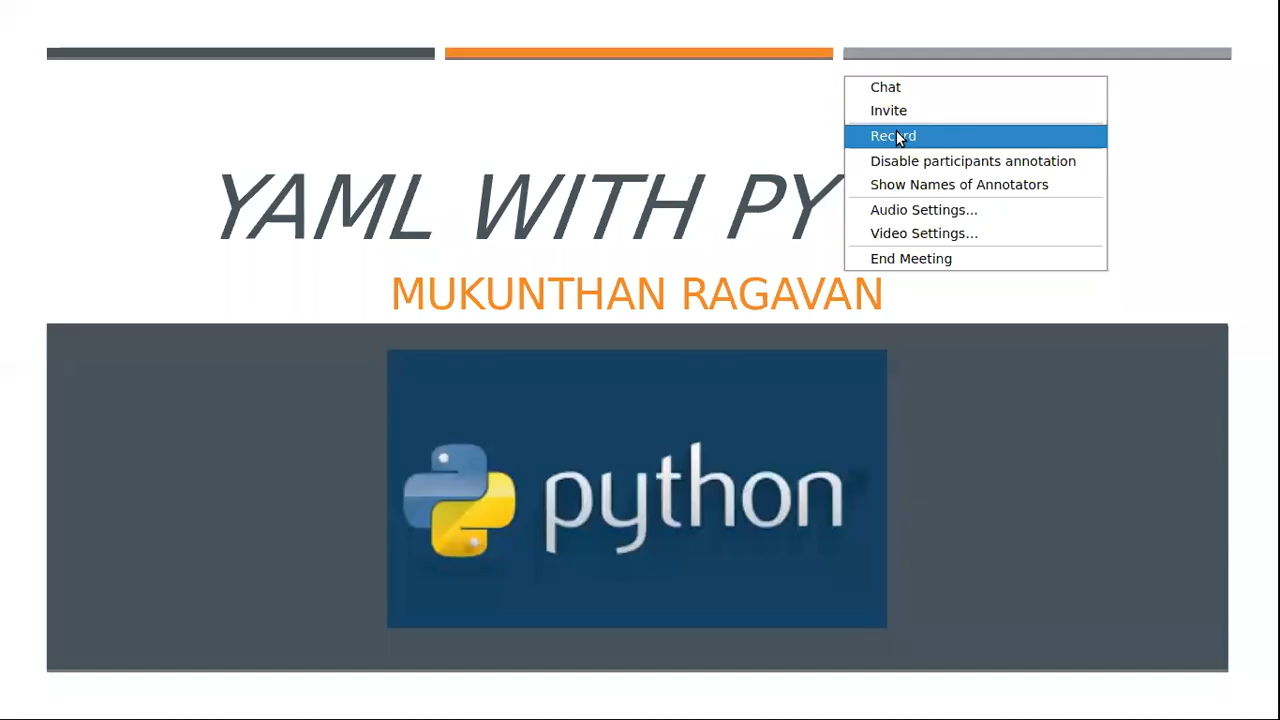 Chat
Invite
Record
Disable participants annotation
Show Names of Annotators
Audio Settings...
Video Settings...
End Meeting
YAML WITH PY
MUKUNTHAN RAGAVAN
python